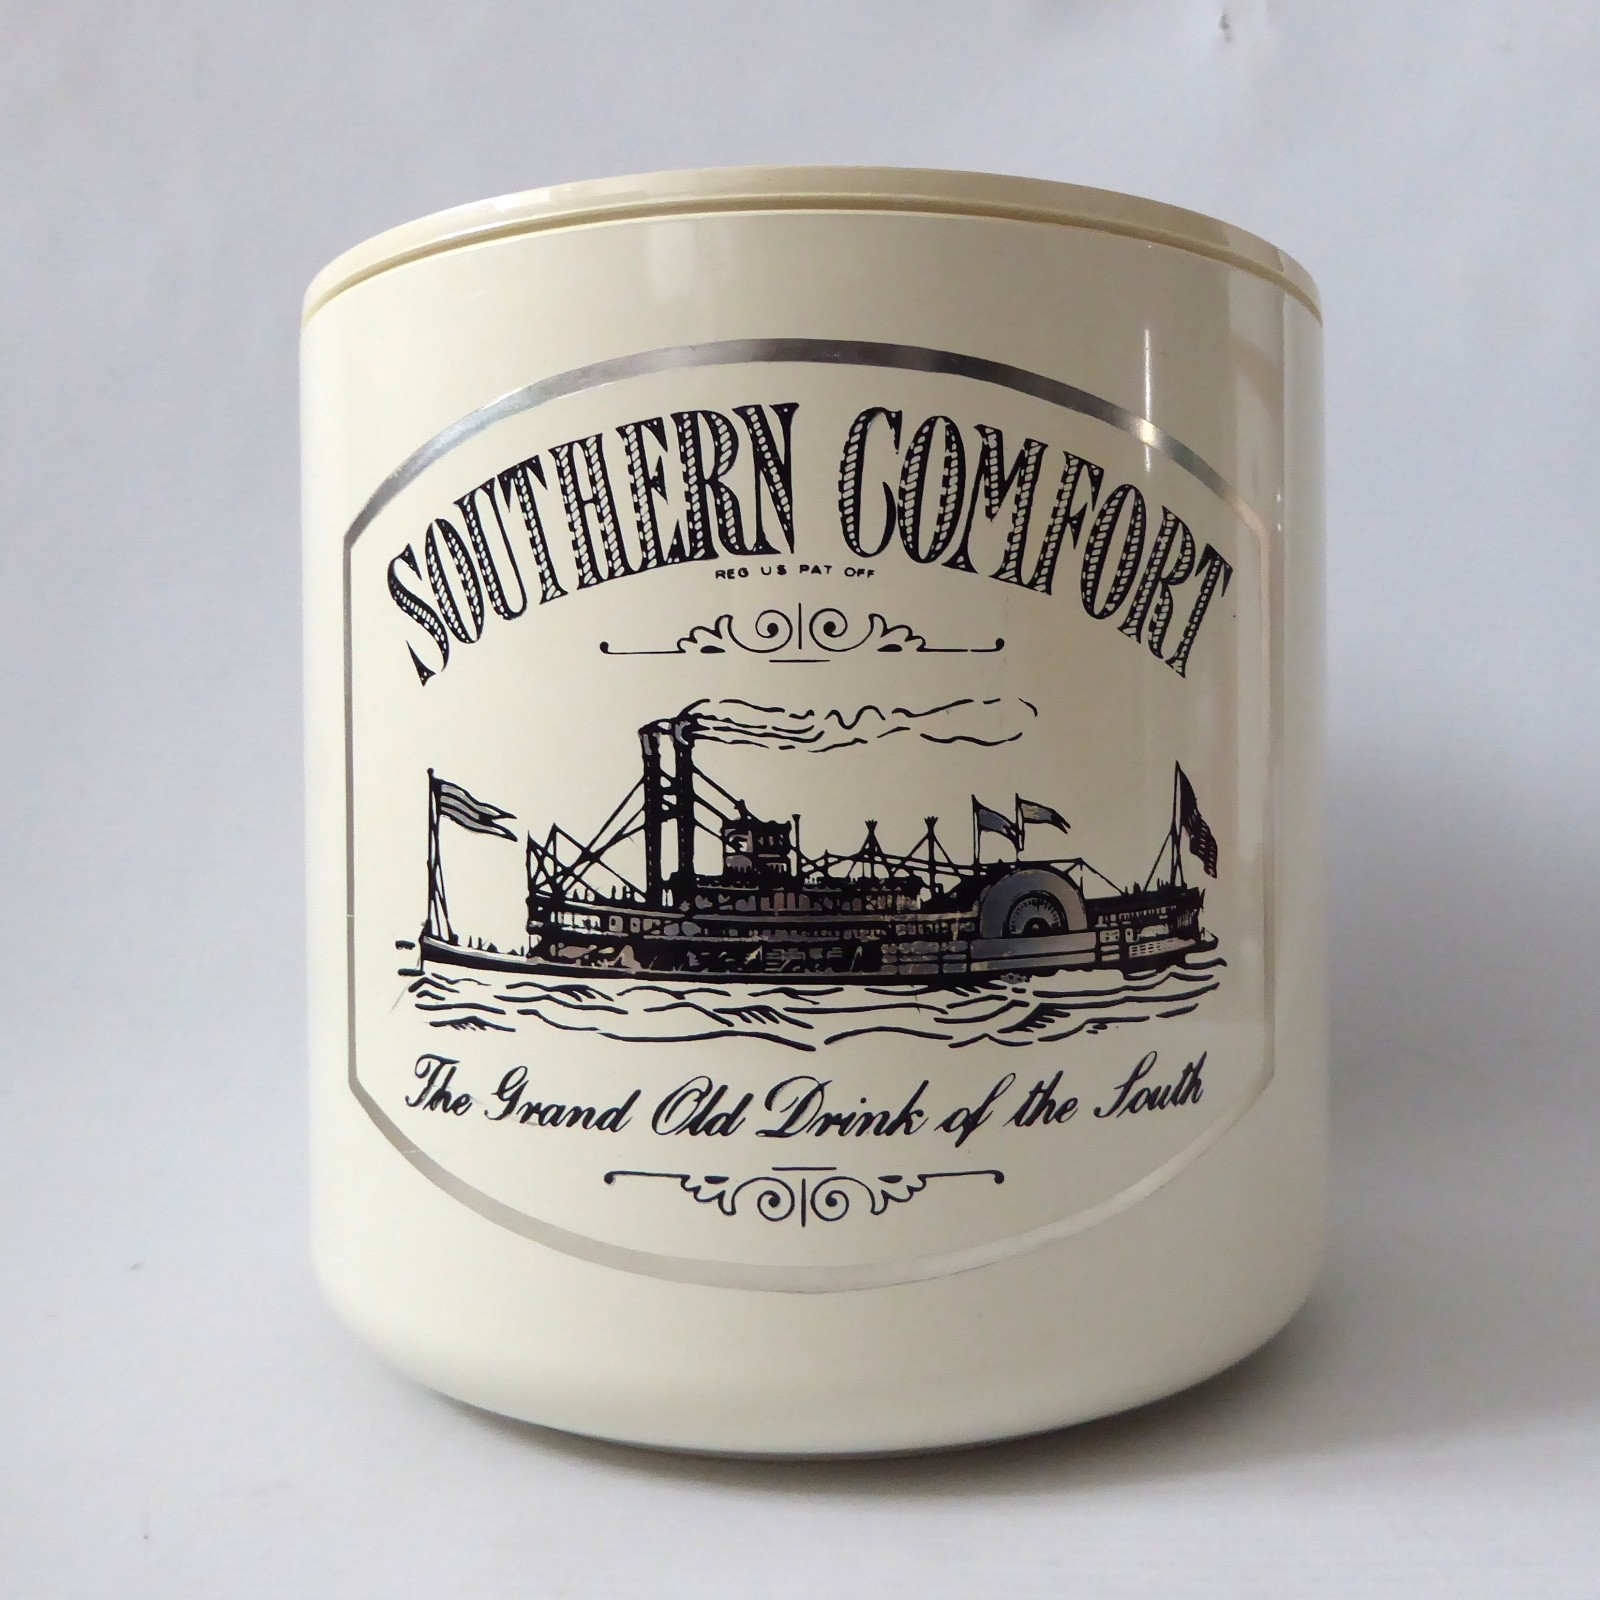 SOUTHERN COMFORT
REG US PAT OFF
The Grand Old Drink of the South